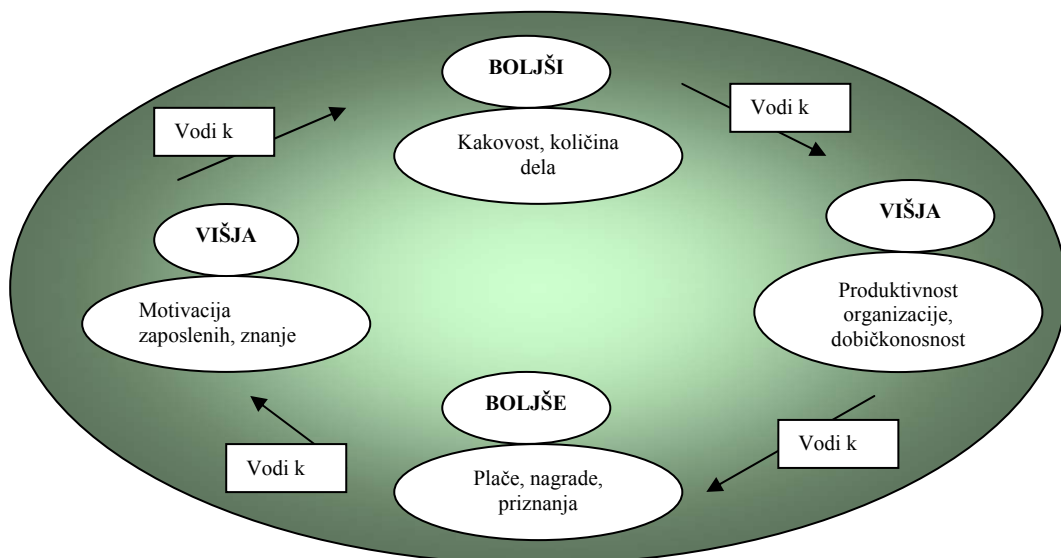 BOLJŠI
Kakovost, količina
dela
Vodi k
Vodi k
VIŠJA
Motivacija
zaposlenih, znanje
VIŠJA
Produktivnost
organizacije,
dobičkonosnost
BOLJŠE
Plače, nagrade,
priznanja
Vodi k
Vodi k